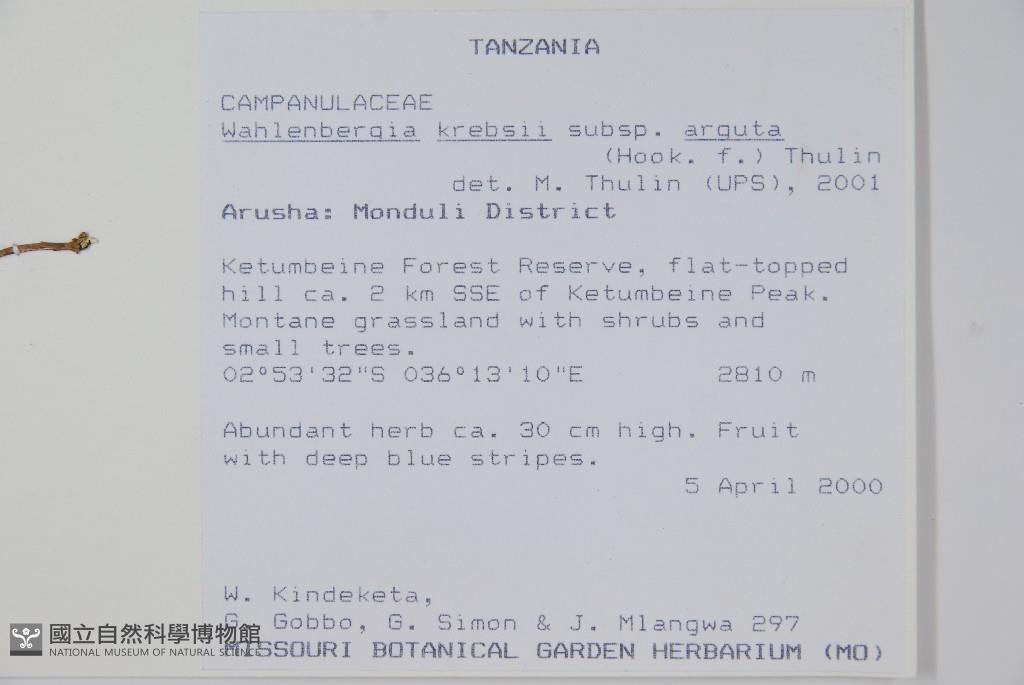 TANZANIA
CAMPANULACEAE
Wahlenbergia krebsii subsp. arguta
(Hook. f.) Thulin
det. M. Thulin (UPS), 2001
Arusha: Monduli District
Ketumbeine Forest Reserve, flat-topped
hill ca. 2 km SSE of Ketumbeine Peak.
Montane grassland with shrubs and
small trees.
02°53'32"S 036°13'10"E 2810 m
Abundant herb ca. 30 cm high. Fruit
with deep blue stripes.
5 April 2000
W. Kindeketa,
G. Gobbo, G. Simon & J. Mlangwa 297
MISSOURI BOTANICAL GARDEN HERBARIUM (MO)
國立自然科學博物館
NATIONAL MUSEUM OF NATURAL SCIENCE